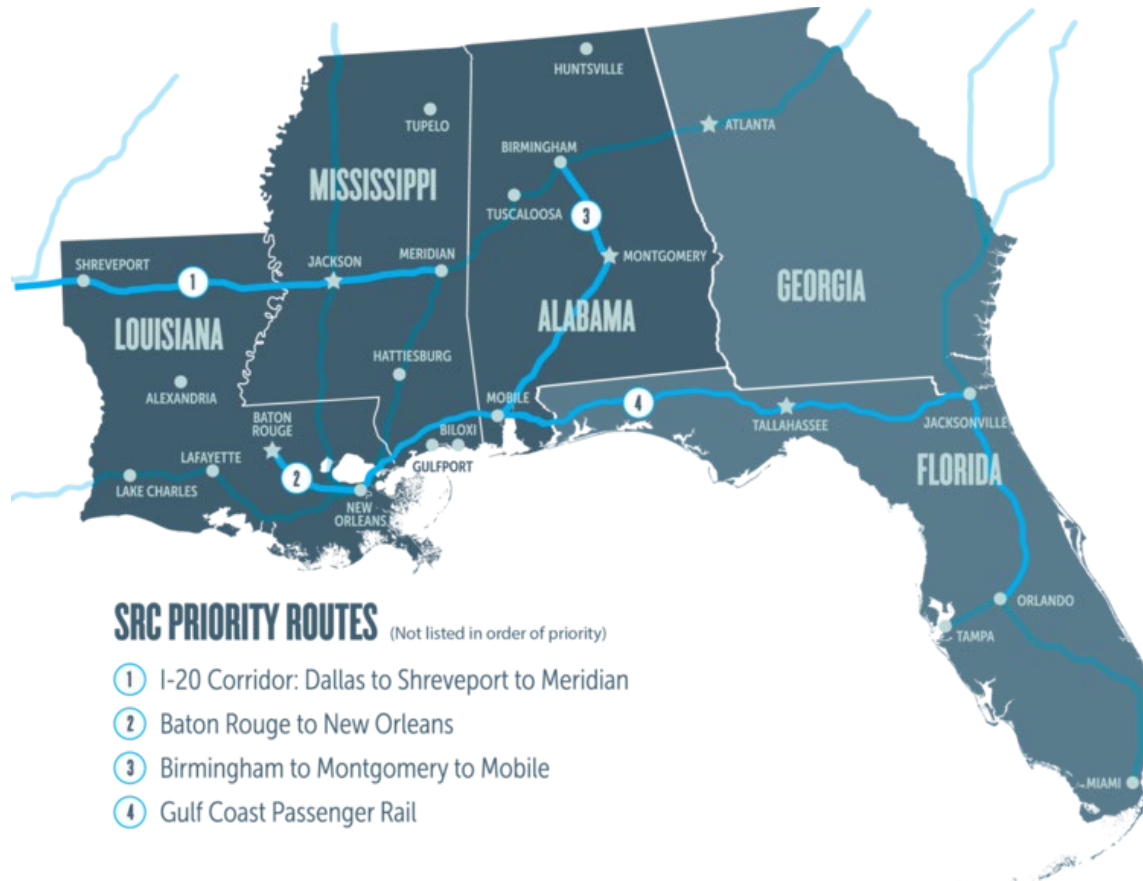 HUNTSVILLE
TUPELO
ATLANTA
BIRMINGHAM
MISSISSIPPI
TUSCALOOSA
3
MERIDIAN
MONTGOMERY
SHREVEPORT
JACKSON
1
GEORGIA
LOUISIANA
ALABAMA
HATTIESBURG
ALEXANDRIA
MOBILE
4
BATON
ROUGE
BILOXI
TALLAHASSEE
JACKSONVILLE
LAFAYETTE
GULFPORT
FLORIDA
2
LAKE CHARLES
NEW
ORLEANS
ORLANDO
TAMPA
MIAMI
SRC PRIORITY ROUTES (Not listed in order of priority)
1 I-20 Corridor: Dallas to Shreveport to Meridian
2 Baton Rouge to New Orleans
3 Birmingham to Montgomery to Mobile
4 Gulf Coast Passenger Rail